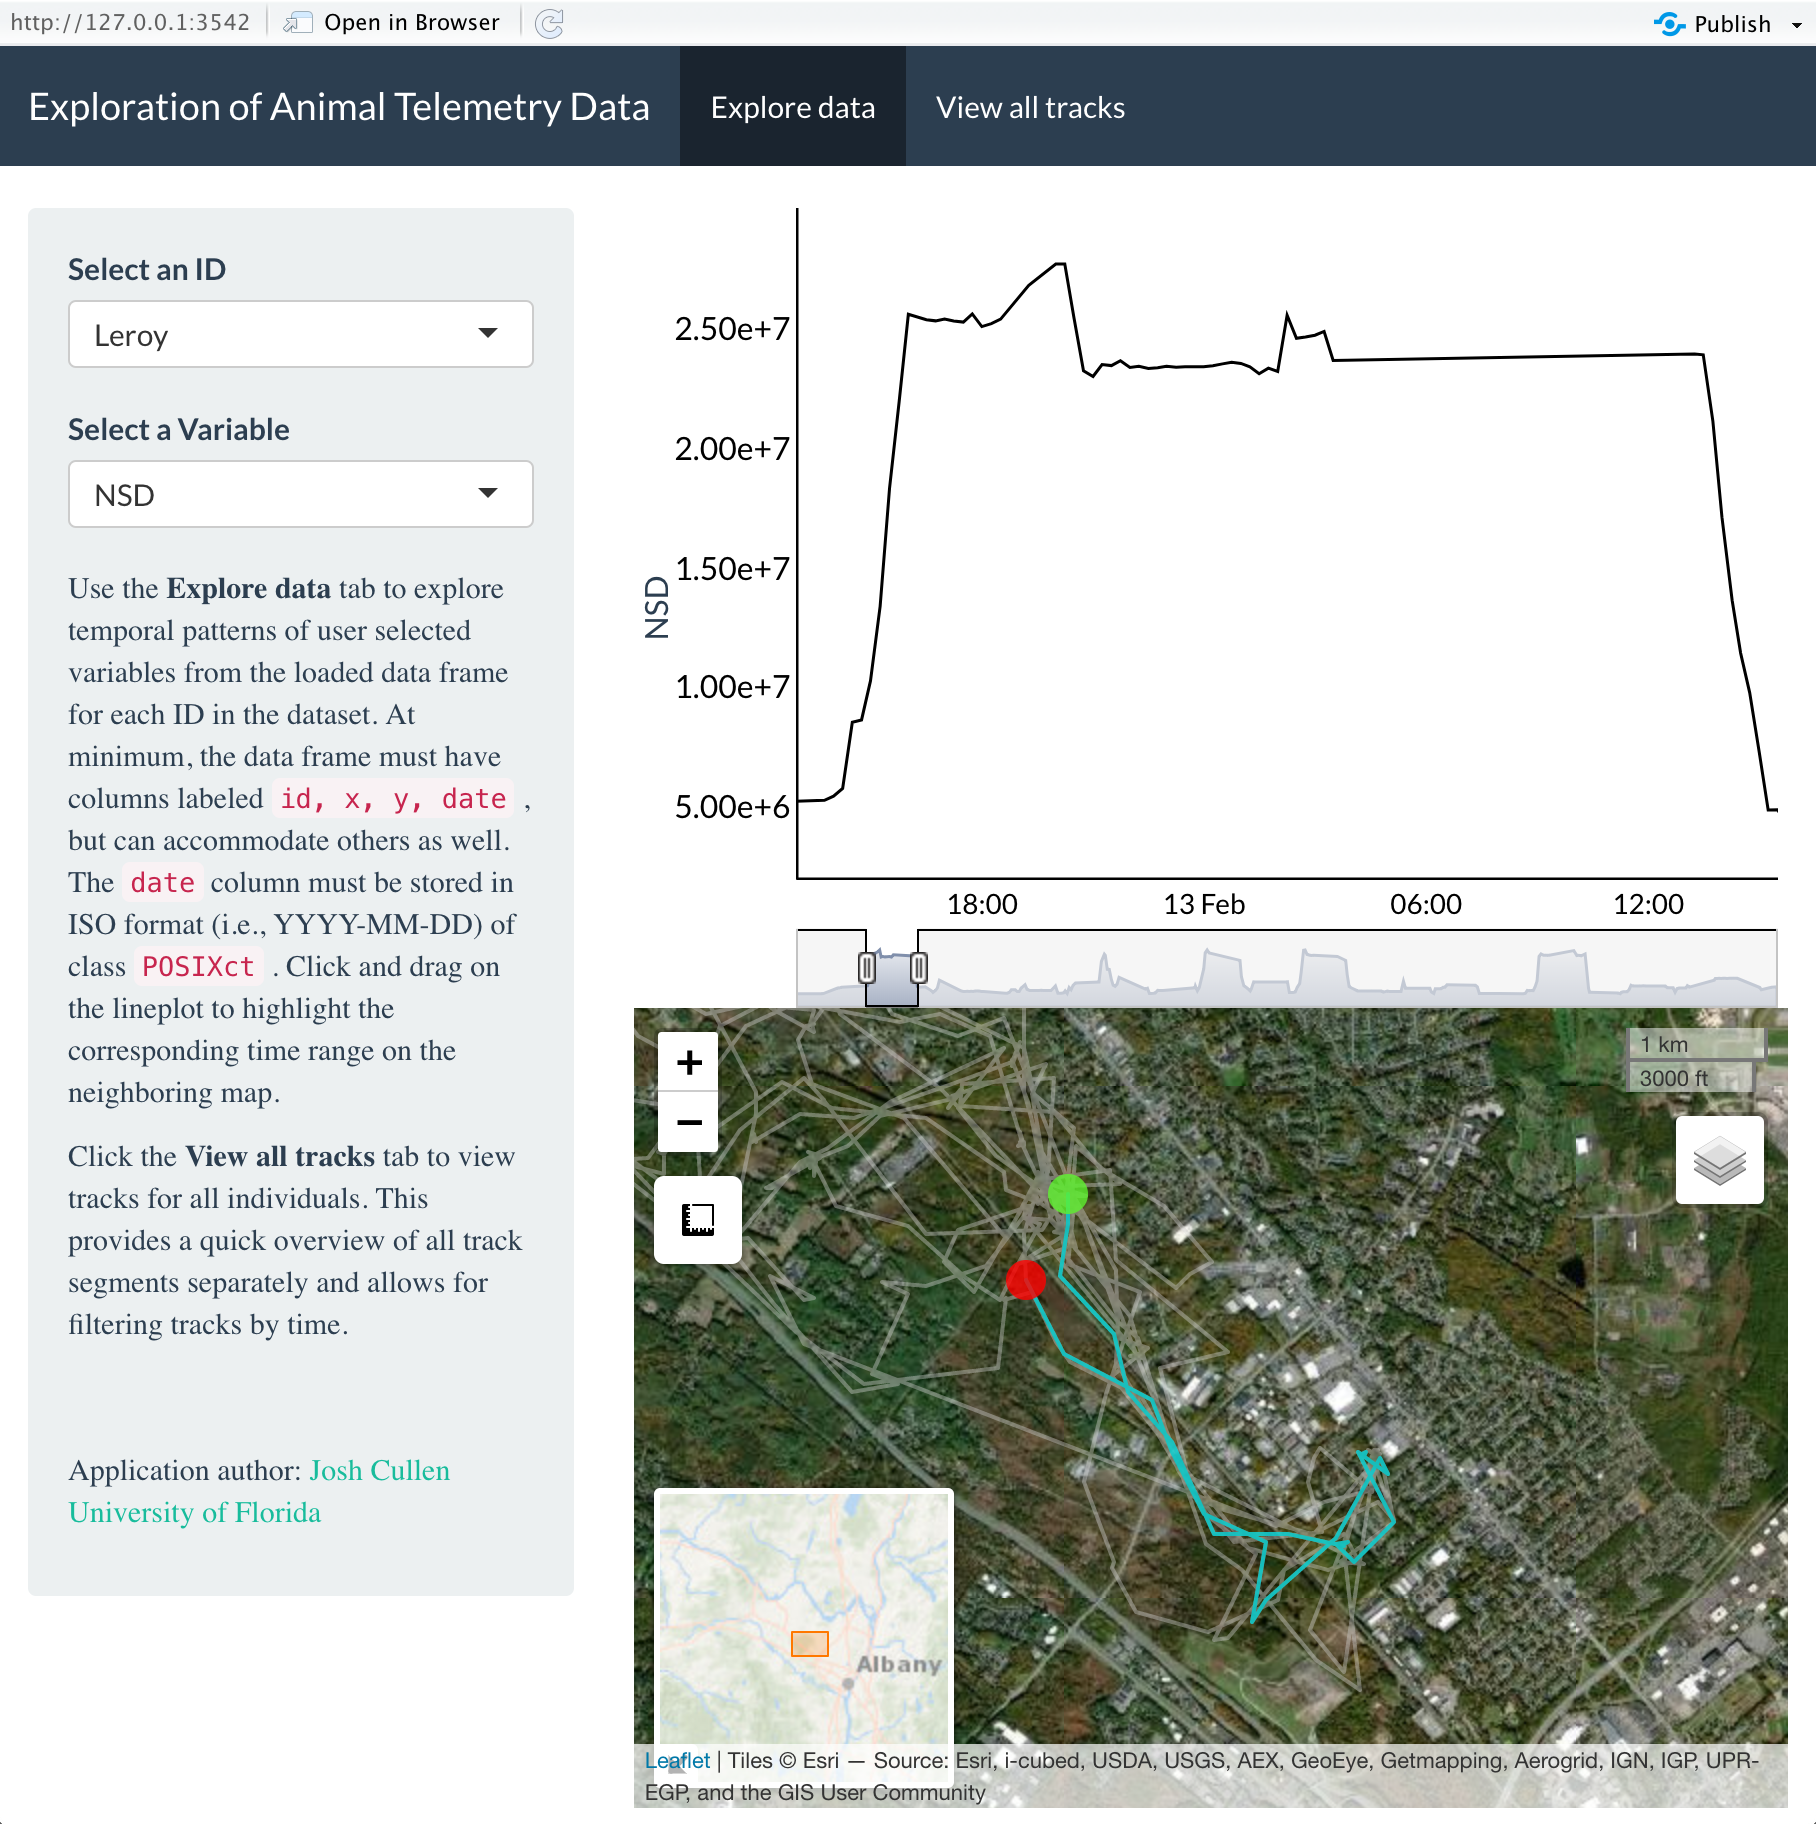 http://127.0.0.1:3542 Open in Browser Publish
Exploration of Animal Telemetry Data Explore data View all tracks
Select an ID
Leroy
Select a Variable
NSD
Use the Explore data tab to explore
temporal patterns of user selected
variables from the loaded data frame
for each ID in the dataset. At
minimum, the data frame must have
columns labeled id, x, y, date ,
but can accommodate others as well.
The date column must be stored in
ISO format (i.e., YYYY-MM-DD) of
class POSIXct . Click and drag on
the lineplot to highlight the
corresponding time range on the
neighboring map.
Click the View all tracks tab to view
tracks for all individuals. This
provides a quick overview of all track
segments separately and allows for
filtering tracks by time.
Application author: Josh Cullen
University of Florida
NSD
2.50e+7
2.00e+7
1.50e+7
1.00e+7
5.00e+6
18:00 13 Feb 06:00 12:00
+
−
1 km
3000 ft
Albany
Leaflet | Tiles © Esri — Source: Esri, i-cubed, USDA, USGS, AEX, GeoEye, Getmapping, Aerogrid, IGN, IGP, UPR-
EGP, and the GIS User Community